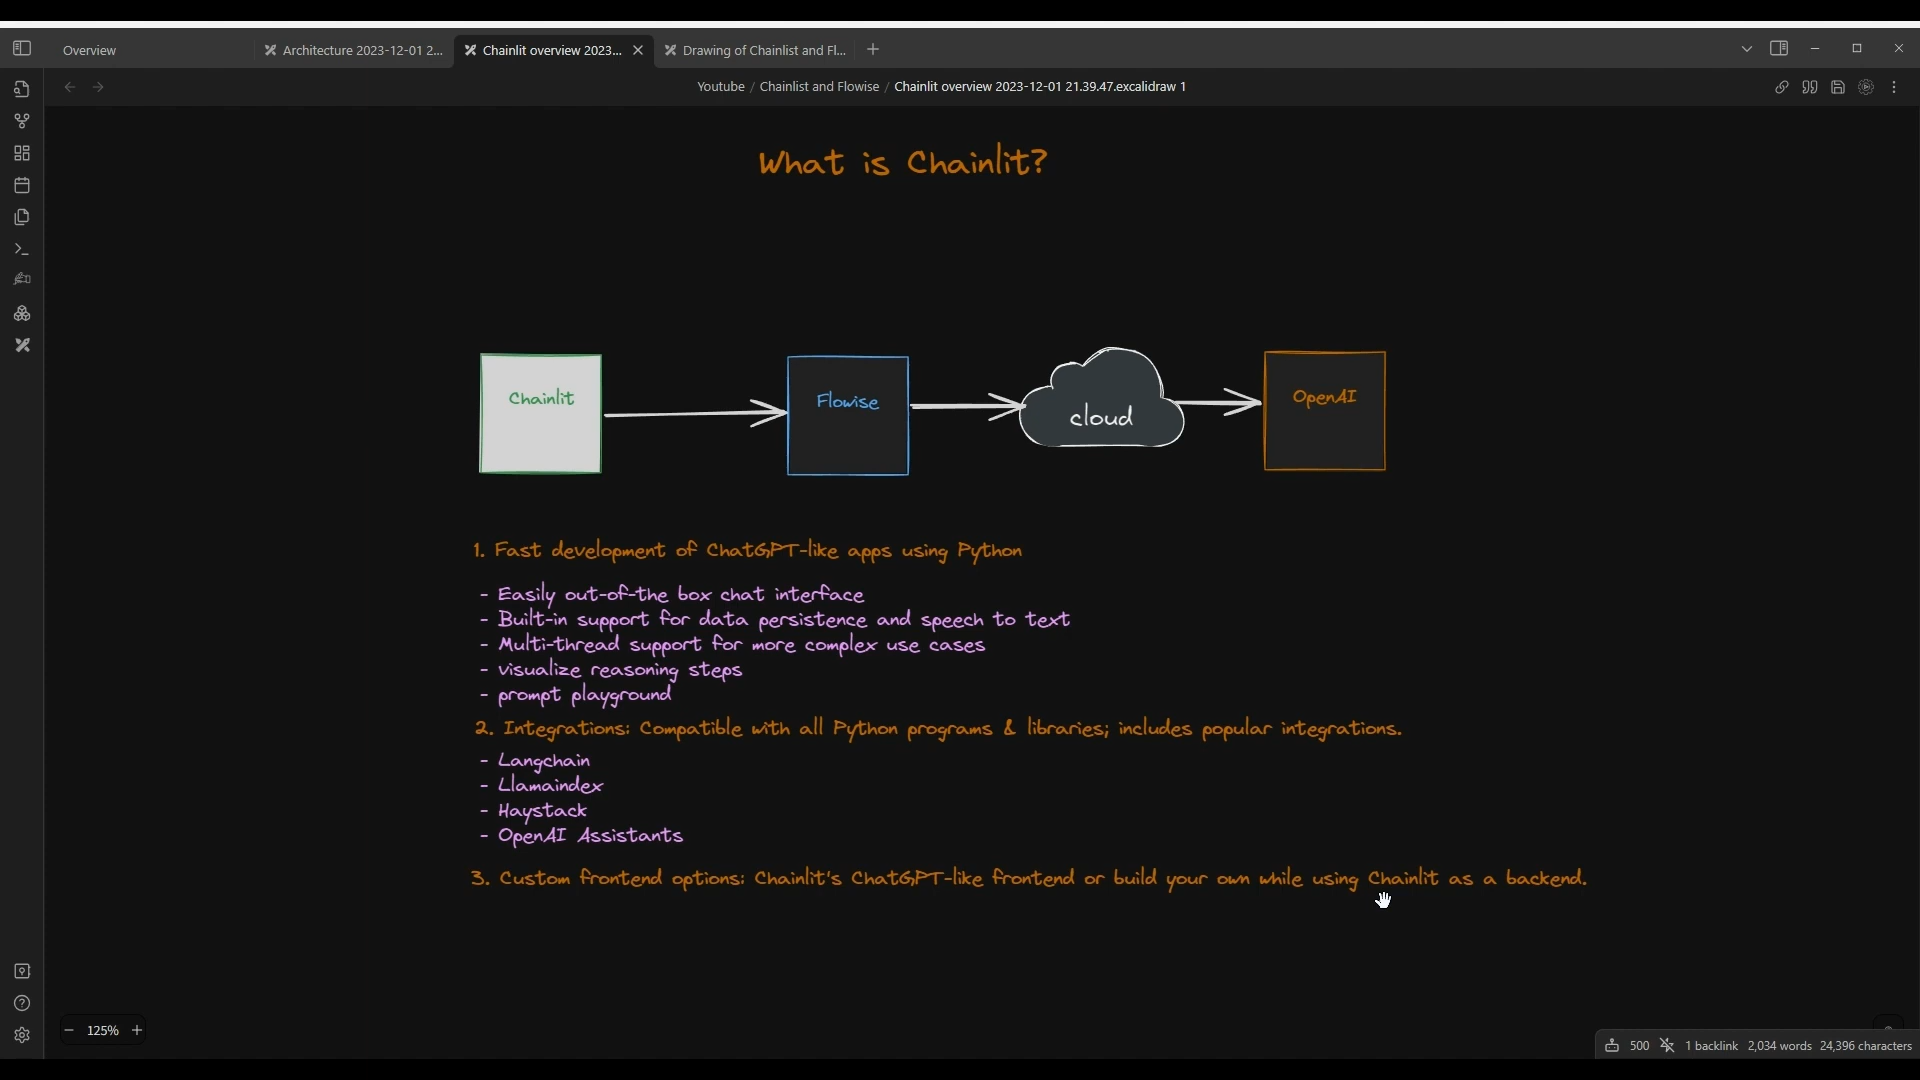 Overview
Architecture 2023-12-01 2...
Chainlit overview 2023...
Drawing of Chainlist and Fl...
Youtube / Chainlist and Flowise / Chainlit overview 2023-12-01 21.39.47.excalidraw 1
What is Chainlit?
Chainlit
Flowise
cloud
OpenAI
1. Fast development of ChatGPT-like apps using Python
- Easily out-of-the box chat interface
- Built-in support for data persistence and speech to text
- Multi-thread support for more complex use cases
- visualize reasoning steps
- prompt playground
2. Integrations: Compatible with all Python programs & libraries; includes popular integrations.
- Langchain
- Llamaindex
- Haystack
- OpenAI Assistants
3. Custom frontend options: Chainlit's ChatGPT-like frontend or build your own while using Chainlit as a backend.
125%
500
1 backlink
2,034 words
24,396 characters